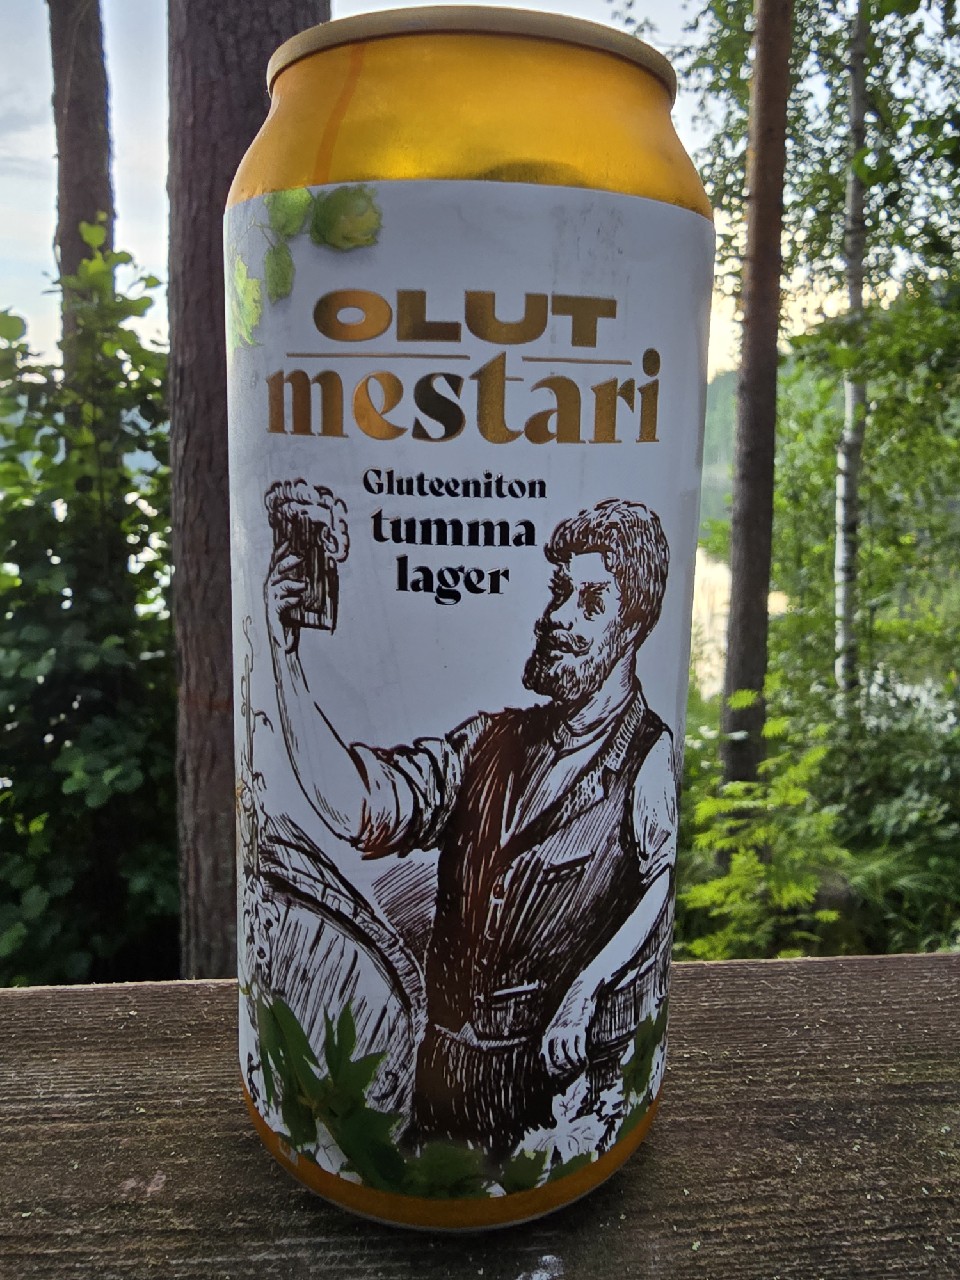 OLUT
mestari
Gluteeniton
tumma
lager